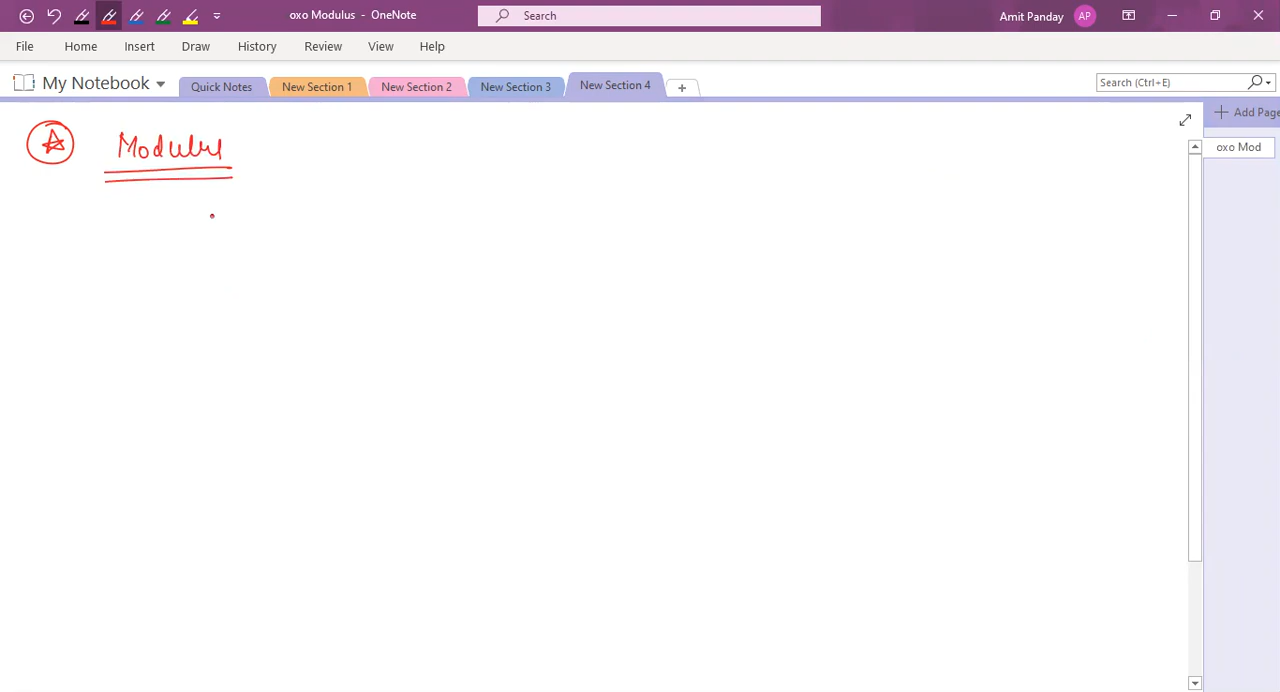 oxo Modulus - OneNote
Search
Amit Panday
AP
File Home Insert Draw History Review View Help
My Notebook
Quick Notes
New Section 1
New Section 2
New Section 3
New Section 4
+
Search (Ctrl+E)
Add Page
oxo Mod
Modulus